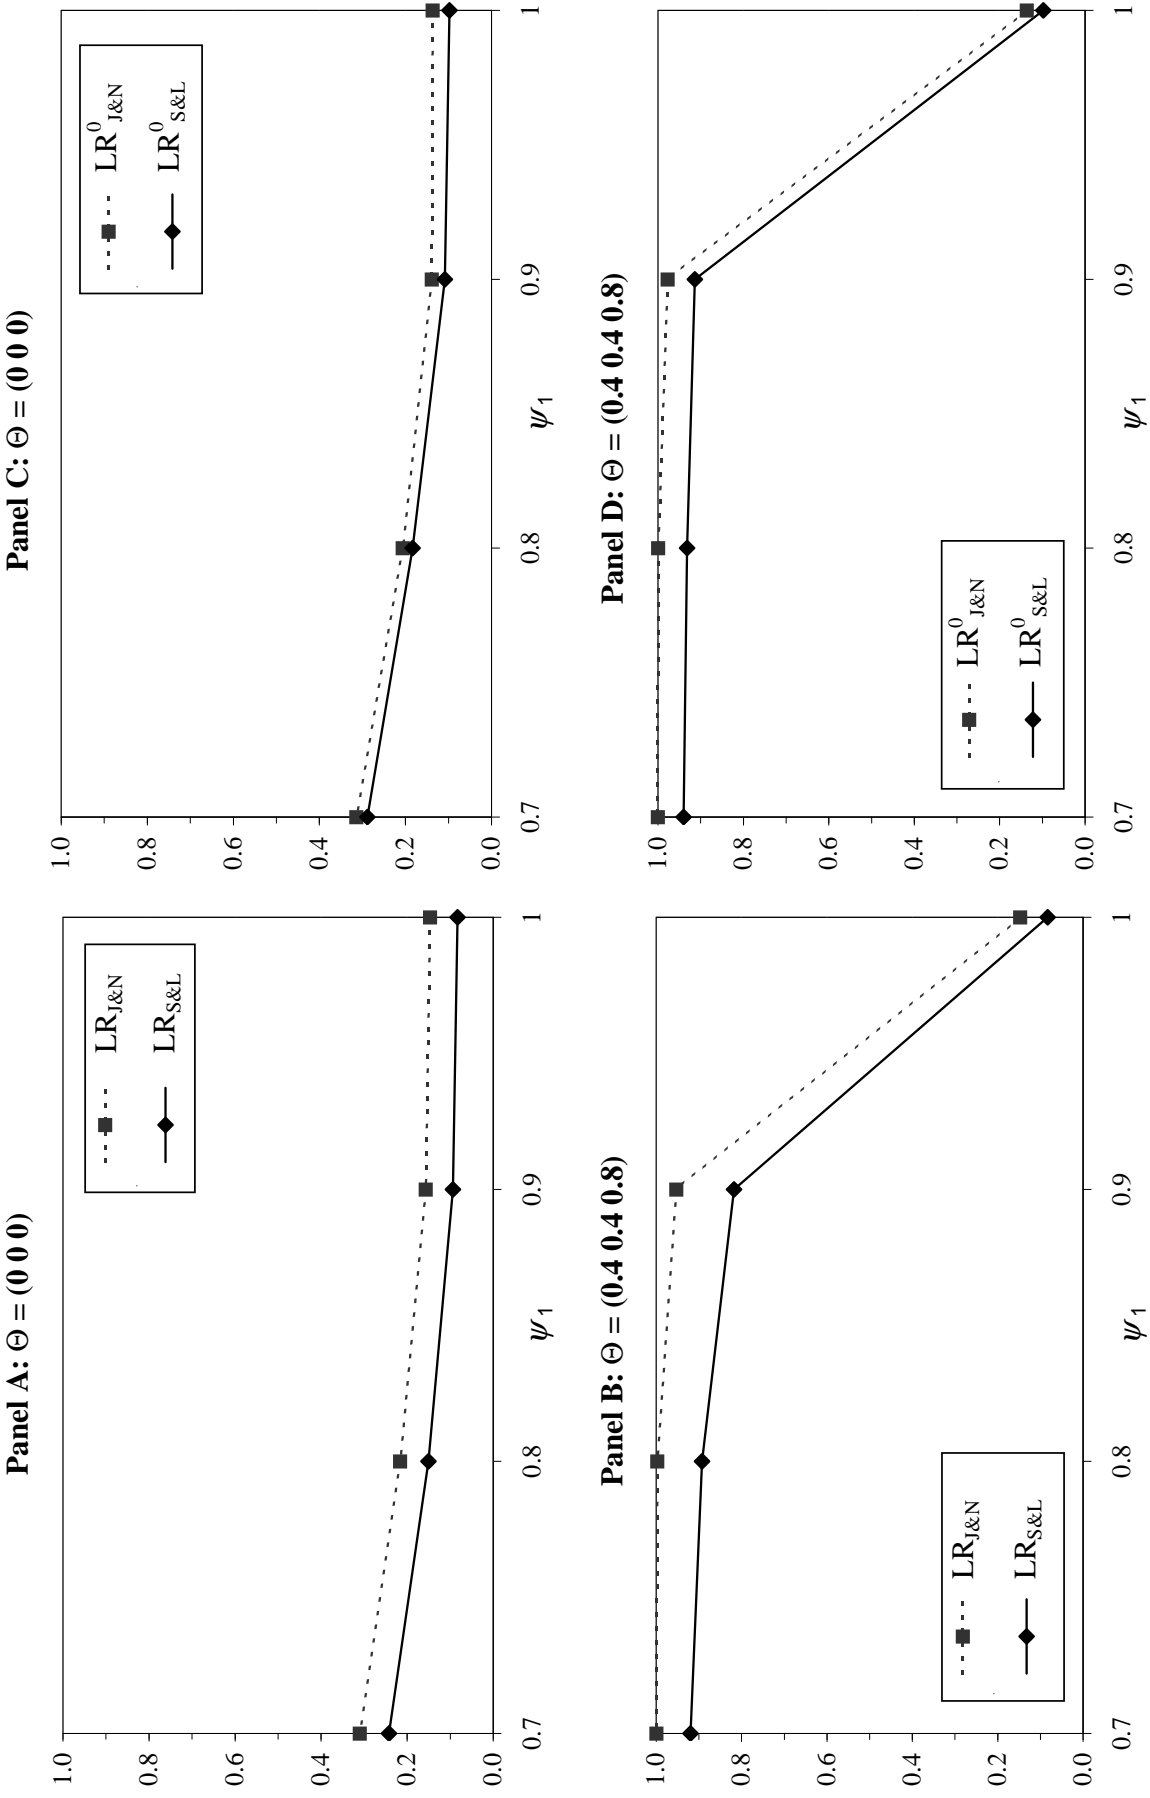 Panel A: Θ = (0 0 0)
1.0
0.8
0.6
0.4
0.2
0.0
0.7
0.8
0.9
1
ψ1
LRJ&N
LRS&L
Panel C: Θ = (0 0 0)
1.0
0.8
0.6
0.4
0.2
0.0
0.7
0.8
0.9
1
ψ1
LR0J&N
LR0S&L
Panel B: Θ = (0.4 0.4 0.8)
1.0
0.8
0.6
0.4
0.2
0.0
0.7
0.8
0.9
1
ψ1
LRJ&N
LRS&L
Panel D: Θ = (0.4 0.4 0.8)
1.0
0.8
0.6
0.4
0.2
0.0
0.7
0.8
0.9
1
ψ1
LR0J&N
LR0S&L